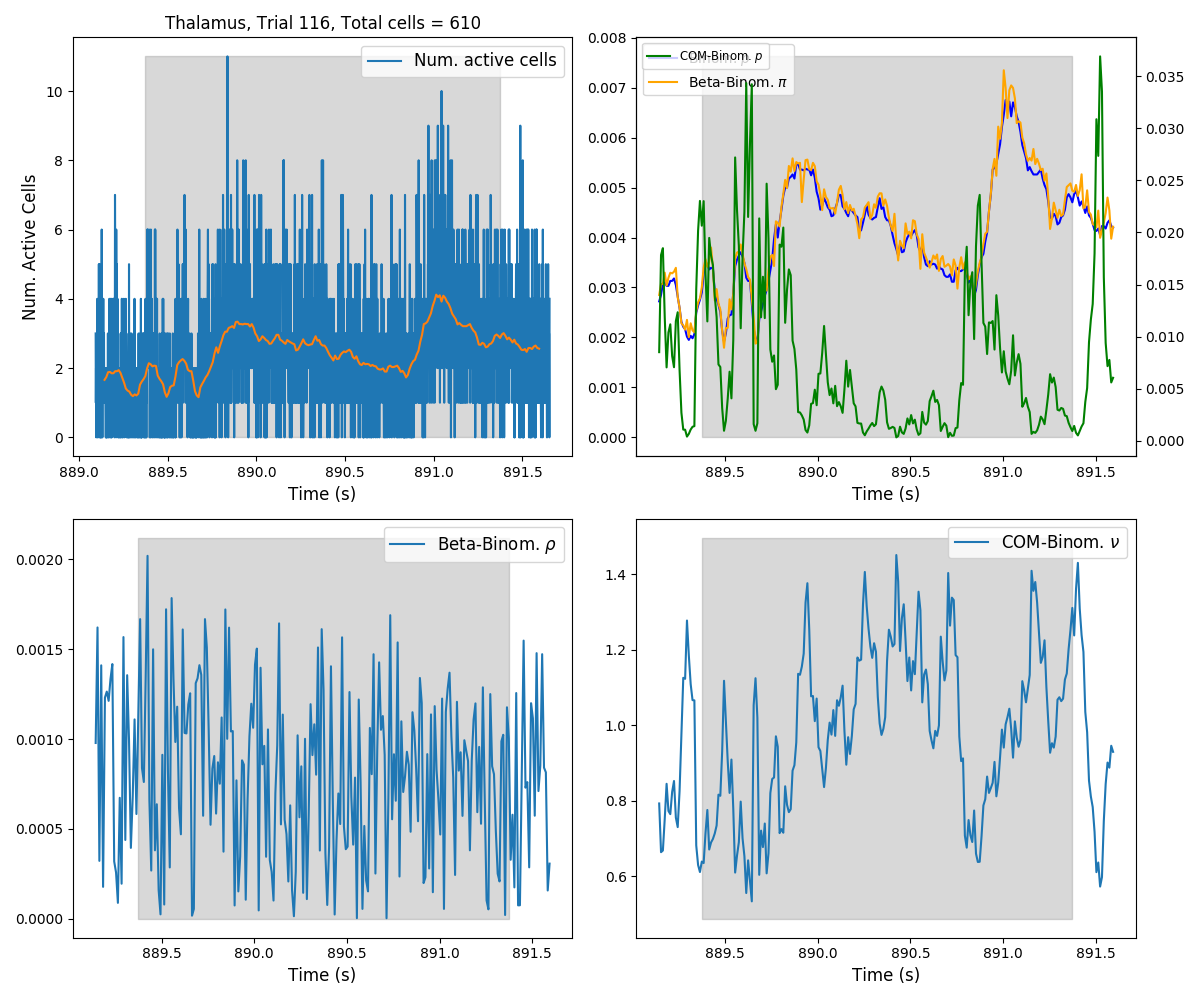 Thalamus, Trial 116, Total cells = 610
Num. active cells
Num. Active Cells
10
8
6
4
2
0
889.0 889.5 890.0 890.5 891.0 891.5
Time (s)
COM-Binom. p
Beta-Binom. π
0.008
0.007
0.006
0.005
0.004
0.003
0.002
0.001
0.000
0.035
0.030
0.025
0.020
0.015
0.010
0.005
0.000
889.5 890.0 890.5 891.0 891.5
Time (s)
Beta-Binom. ρ
0.0020
0.0015
0.0010
0.0005
0.0000
889.5 890.0 890.5 891.0 891.5
Time (s)
COM-Binom. ν
1.4
1.2
1.0
0.8
0.6
889.5 890.0 890.5 891.0 891.5
Time (s)